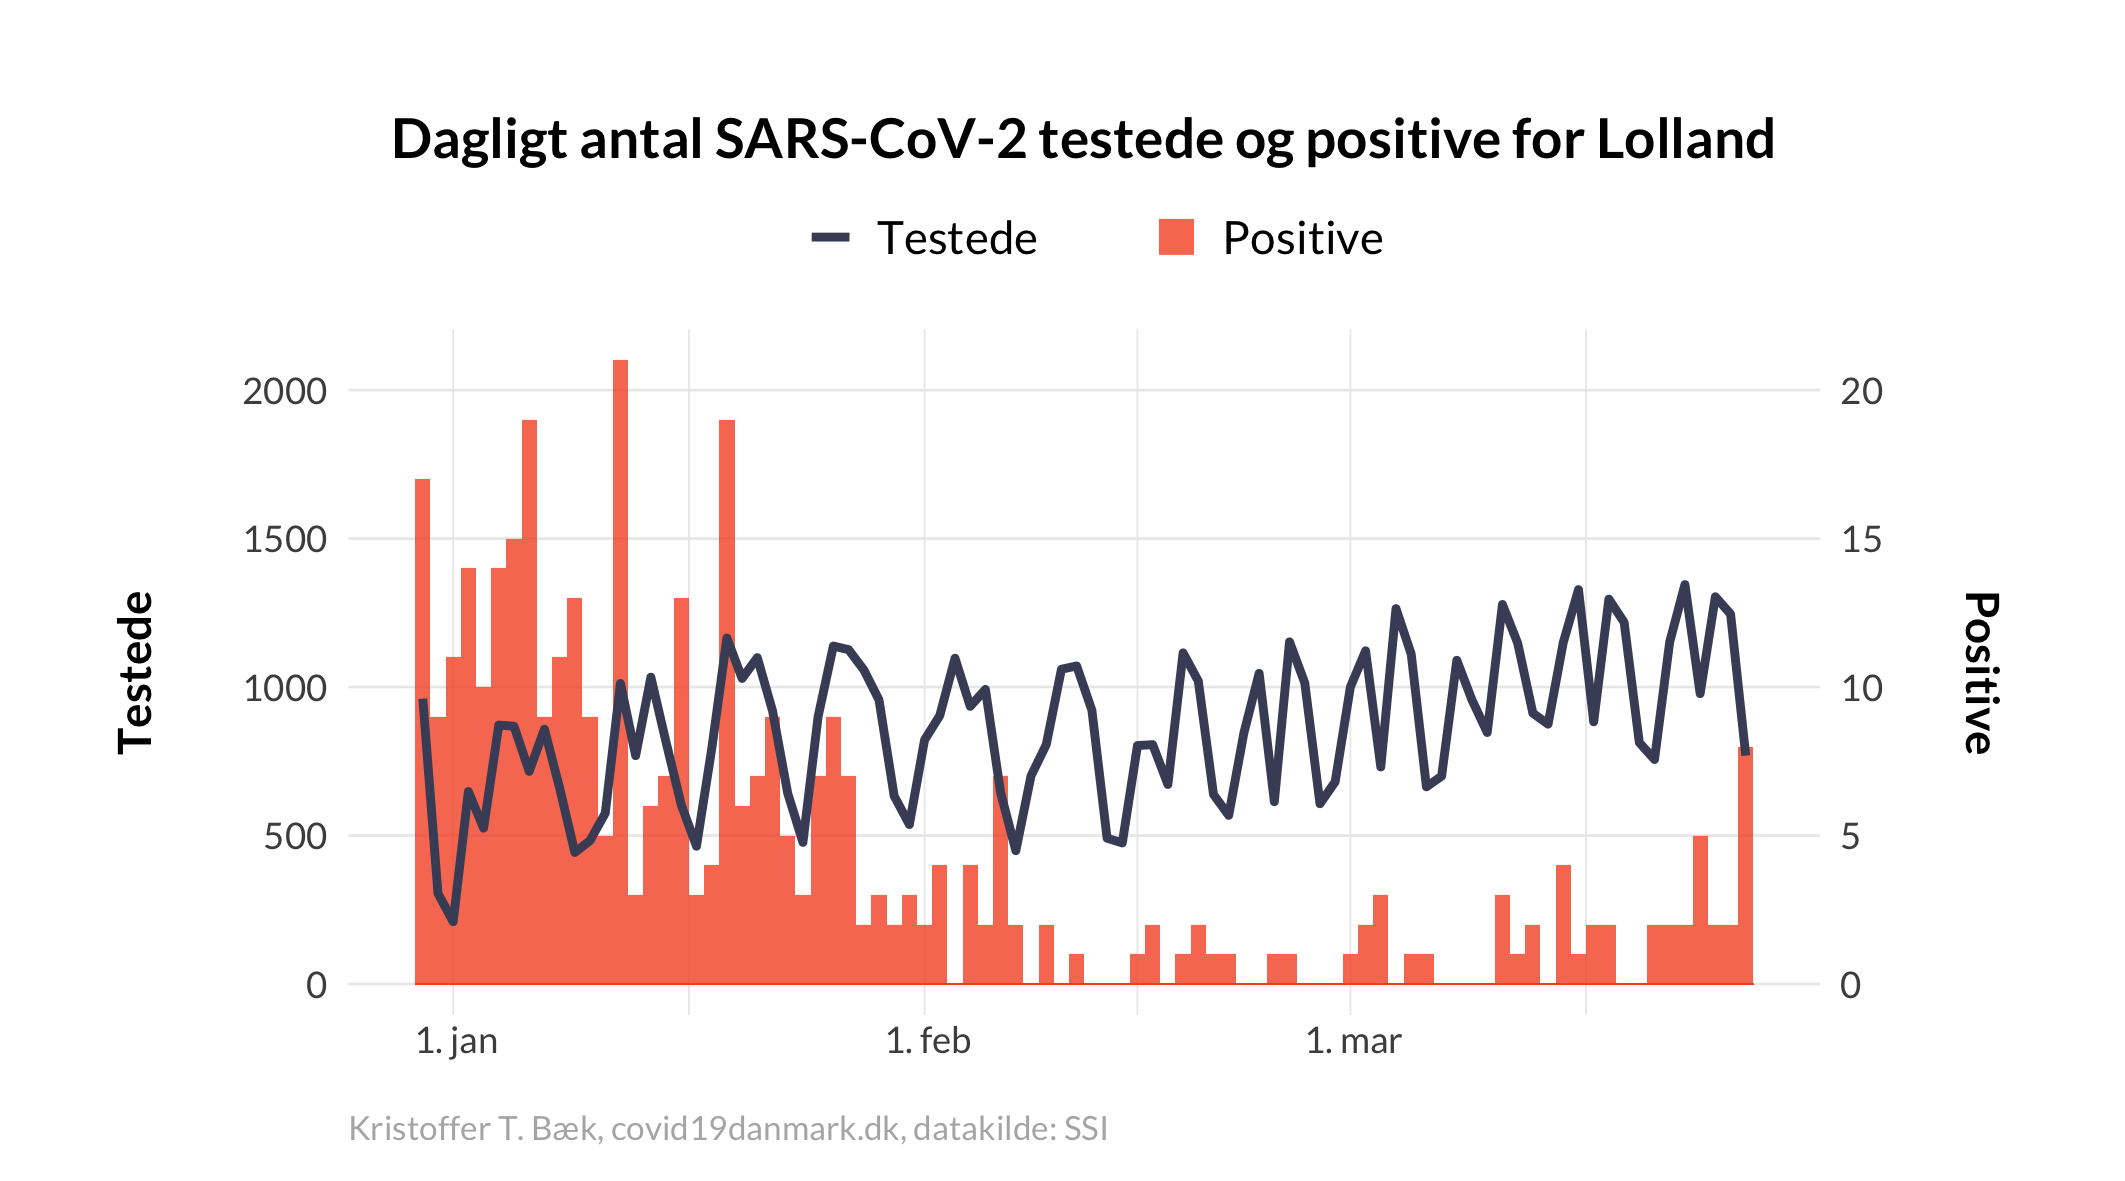 Dagligt antal SARS-CoV-2 testede og positive for Lolland
Testede Positive
2000 20
1500 15
1000 10
500 5
0 0
Testede
Positive
1. jan 1. feb 1. mar
Kristoffer T. Bæk, covid19danmark.dk, datakilde: SSI